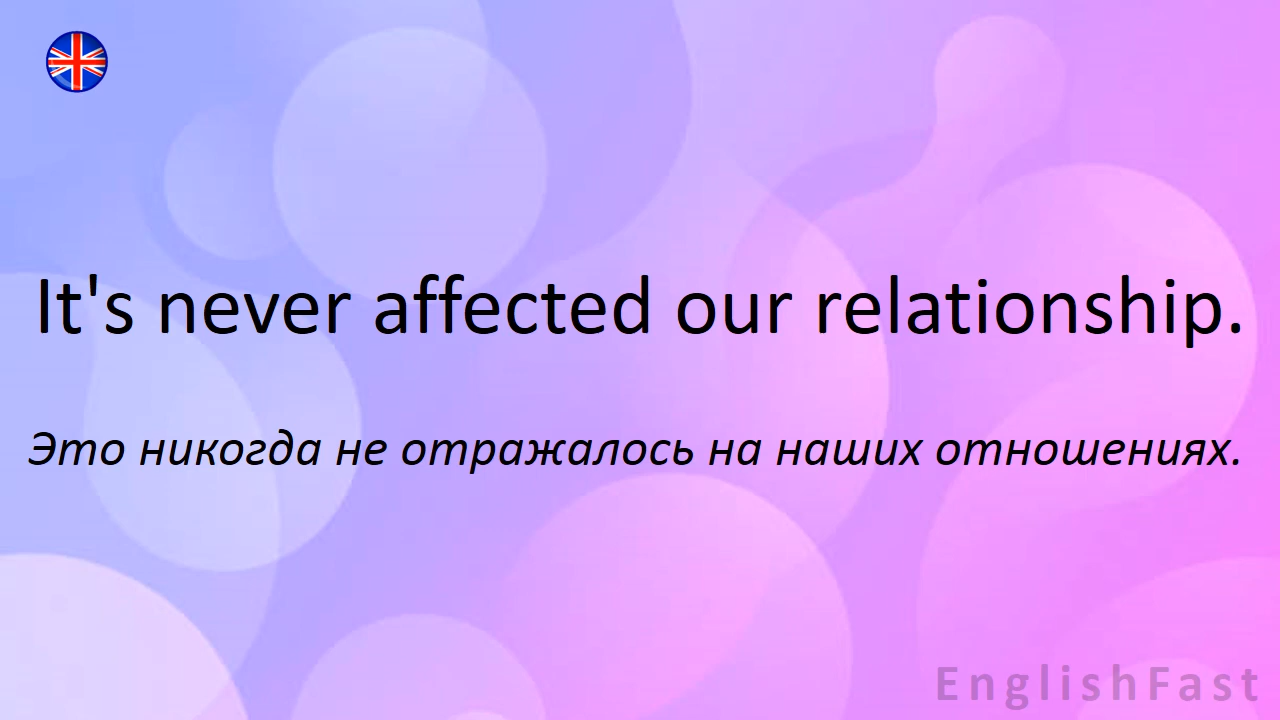 It's never affected our relationship.
Это никогда не отражалось на наших отношениях.
EnglishFast